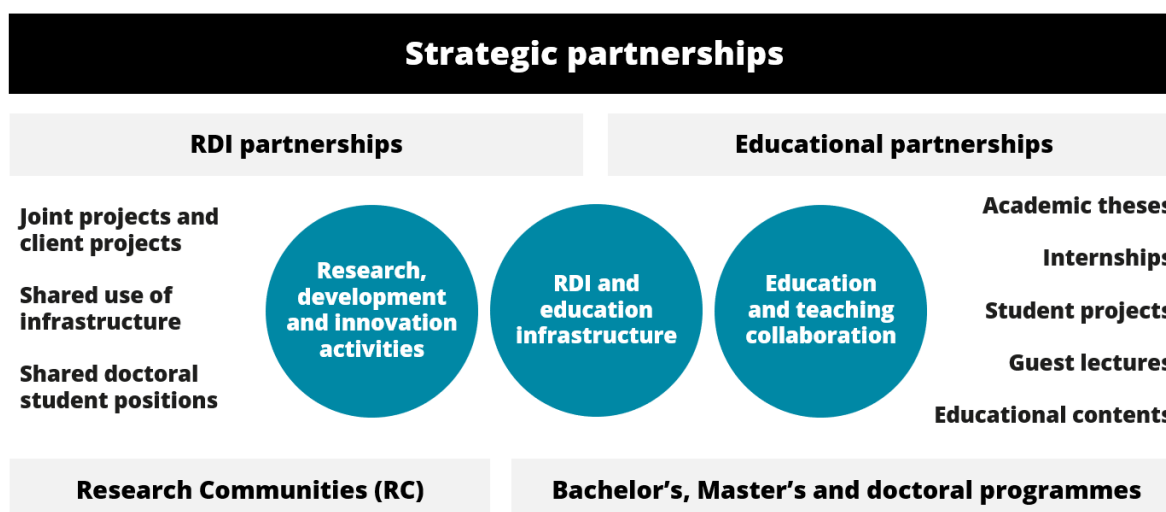 Strategic partnerships
RDI partnerships
Educational partnerships
Joint projects and
client projects
Shared use of
infrastructure
Shared doctoral
student positions
Research,
development
and innovation
activities
RDI and
education
infrastructure
Education
and teaching
collaboration
Academic theses
Internships
Student projects
Guest lectures
Educational contents
Research Communities (RC)
Bachelor’s, Master’s and doctoral programmes